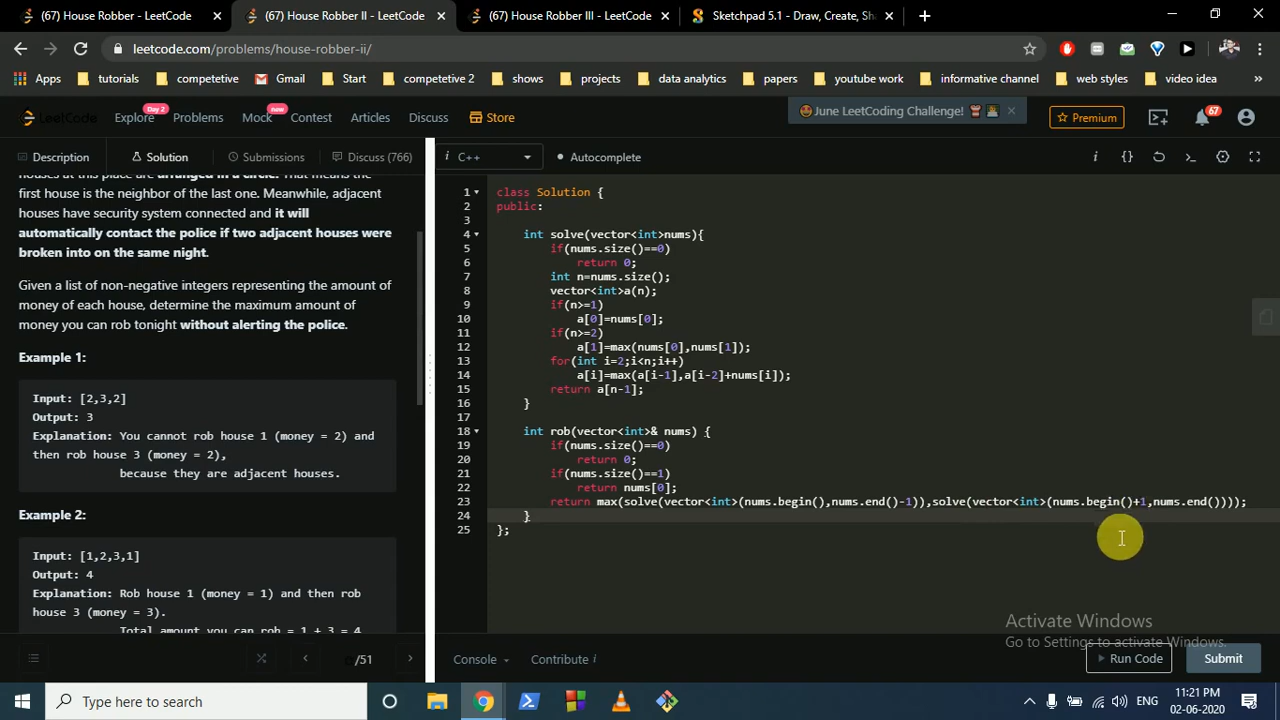 (67) House Robber - LeetCode
(67) House Robber II - LeetCode
(67) House Robber III - LeetCode
Sketchpad 5.1 - Draw, Create, Sh
leetcode.com/problems/house-robber-ii/
Apps tutorials competetive Gmail Start competetive 2 shows projects data analytics papers youtube work informative channel web styles video idea
LeetCode Explore Day 2 Problems Mock new Contest Articles Discuss Store
June LeetCoding Challenge!
Premium 67
Description Solution Submissions Discuss (766)
C++ Autocomplete
houses at this place are arranged in a circle. That means the
first house is the neighbor of the last one. Meanwhile, adjacent
houses have security system connected and it will
automatically contact the police if two adjacent houses were
broken into on the same night.
Given a list of non-negative integers representing the amount of
money of each house, determine the maximum amount of
money you can rob tonight without alerting the police.
Example 1:
Input: [2,3,2]
Output: 3
Explanation: You cannot rob house 1 (money = 2) and
then rob house 3 (money = 2),
because they are adjacent houses.
Example 2:
Input: [1,2,3,1]
Output: 4
Explanation: Rob house 1 (money = 1) and then rob
house 3 (money = 3).
Total amount you can rob = 1 + 3 = 4
1 class Solution {
2 public:
3
4 int solve(vector<int>nums){
5 if(nums.size()==0)
6 return 0;
7 int n=nums.size();
8 vector<int>a(n);
9 if(n>=1)
10 a[0]=nums[0];
11 if(n>=2)
12 a[1]=max(nums[0],nums[1]);
13 for(int i=2;i<n;i++)
14 a[i]=max(a[i-1],a[i-2]+nums[i]);
15 return a[n-1];
16 }
17
18 int rob(vector<int>& nums) {
19 if(nums.size()==0)
20 return 0;
21 if(nums.size()==1)
22 return nums[0];
23 return max(solve(vector<int>(nums.begin(),nums.end()-1)),solve(vector<int>(nums.begin()+1,nums.end())));
24 }
25 };
Activate Windows
Go to Settings to activate Windows.
/51
Console Contribute i
Run Code Submit
Type here to search
ENG
11:21 PM
02-06-2020